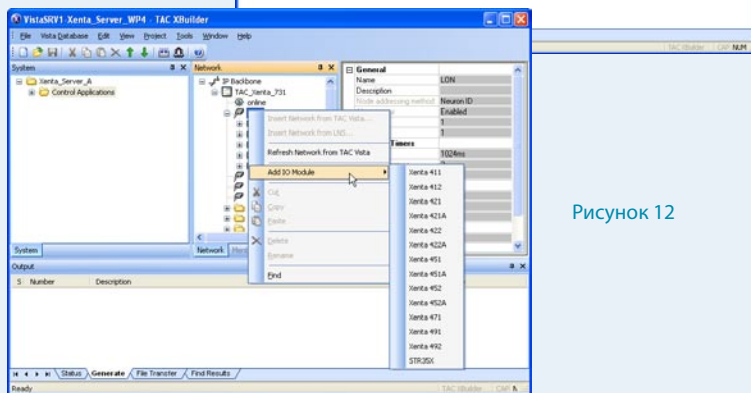 TAC XBuilder CAP NUM
VistaSRV1-Xenta_Server_WP4 - TAC XBuilder
File Vista Database Edit View Project Tools Window Help
System
Xenta_Server_A
Control Applications
System
Network
IP Backbone
TAC_Xenta_731
online
Network
General
Name LON
Description
Node addressing method Neuron ID
Enabled
1
1
Timers
1024ms
Insert Network from TAC Vista...
Insert Network from LNS...
Refresh Network from TAC Vista
Add IO Module
Cut
Copy
Paste
Delete
Rename
Find
Xenta 411
Xenta 412
Xenta 421
Xenta 421A
Xenta 422
Xenta 422A
Xenta 451
Xenta 451A
Xenta 452
Xenta 452A
Xenta 471
Xenta 491
Xenta 492
STR35X
Output
S Number Description
Status Generate File Transfer Find Results
Ready
TAC XBuilder CAP
Рисунок 12